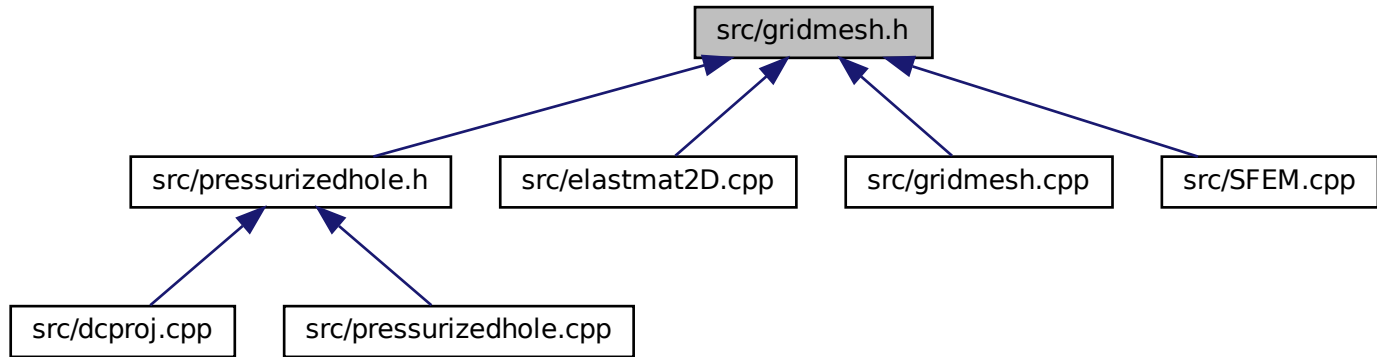 src/gridmesh.h
src/pressurizedhole.h
src/elastmat2D.cpp
src/gridmesh.cpp
src/SFEM.cpp
src/dcproj.cpp
src/pressurizedhole.cpp